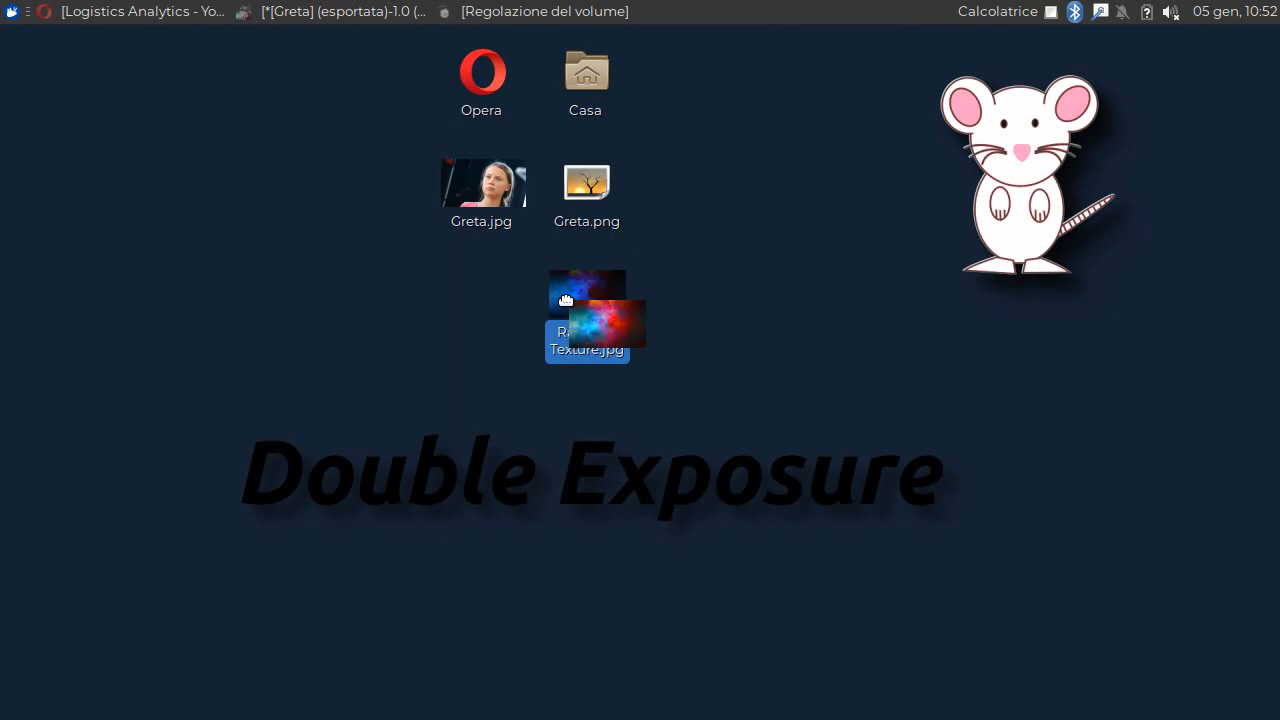 [Logistics Analytics - Yo...
[*[Greta] (esportata)-1.0 (...
[Regolazione del volume]
Calcolatrice
05 gen, 10:52
Opera
Casa
Greta.jpg
Greta.png
Texture.jpg
Double Exposure